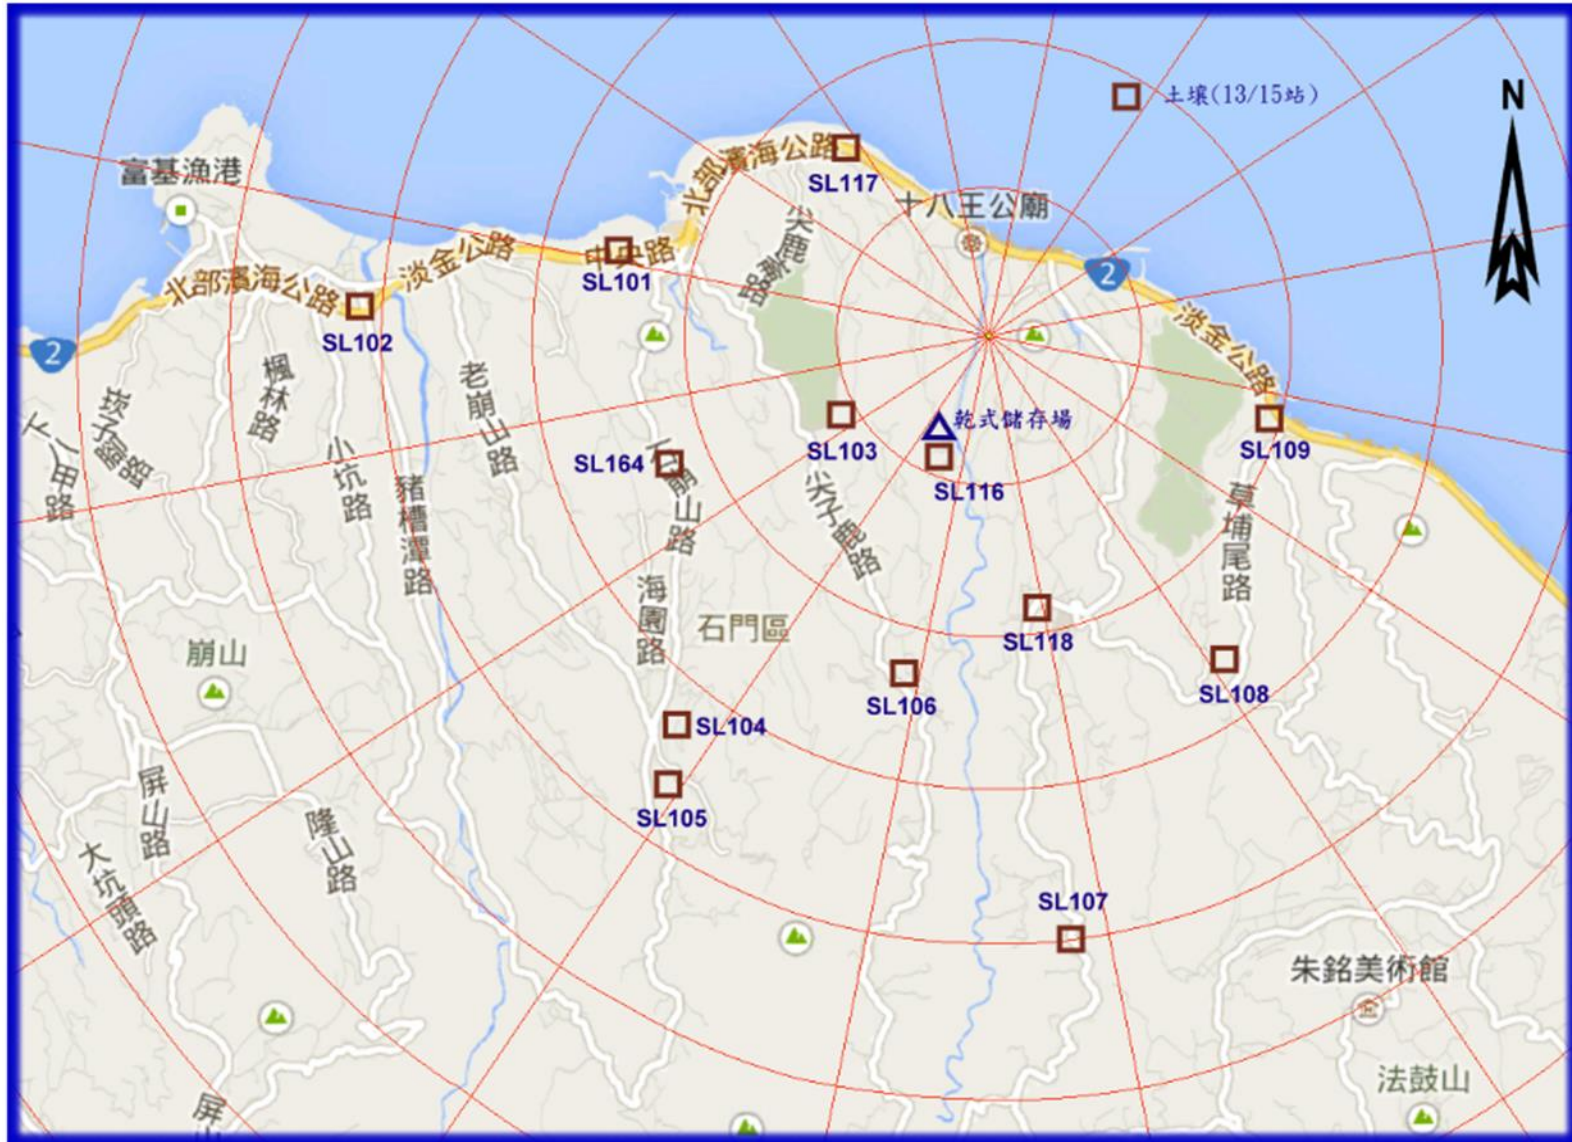 土壤(13/15站)
N
富基漁港
北部濱海公路
SL117
十八王公廟
尖鹿
淡金公路
中央路
SL101
2
北部濱海公路
SL102
淡金公路
2
楓林路
老崩山路
乾式儲存場
SL103
SL109
小坑路
SL164
崩山路
SL116
豬槽潭路
尖子鹿路
草埔尾路
海園路
石門區
SL118
崩山
SL108
SL106
SL104
屏山路
SL105
隆山路
大坑頭路
SL107
朱銘美術館
法鼓山
屏